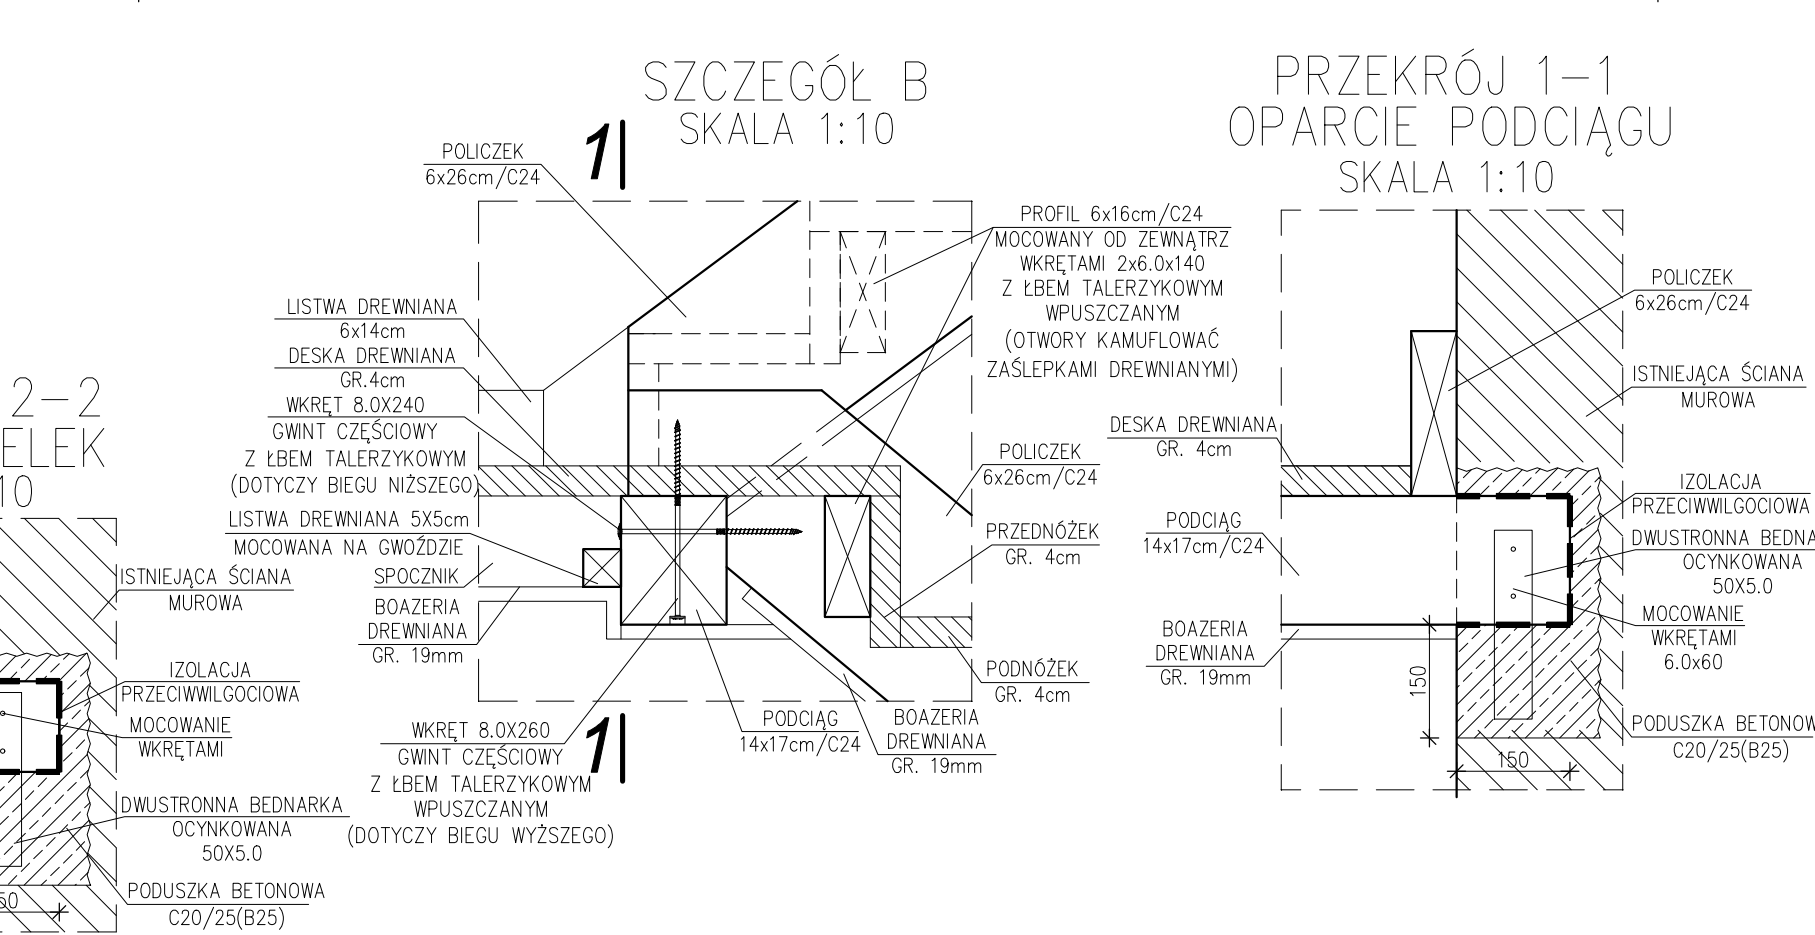 2-2
ELEK
10
ISTNIEJĄCA ŚCIANA
MUROWA
IZOLACJA
PRZECIWWILGOCIOWA
MOCOWANIE
WKRĘTAMI
DWUSTRONNA BEDNARKA
OCYNKOWANA
50X5.0
PODUSZKA BETONOWA
C20/25(B25)
50
SZCZEGÓŁ B
SKALA 1:10
1
POLICZEK
6x26cm/C24
LISTWA DREWNIANA
6x14cm
DESKA DREWNIANA
GR.4cm
WKRĘT 8.0X240
GWINT CZĘŚCIOWY
Z ŁBEM TALERZYKOWYM
(DOTYCZY BIEGU NIŻSZEGO)
LISTWA DREWNIANA 5X5cm
MOCOWANA NA GWOŹDZIE
SPOCZNIK
BOAZERIA
DREWNIANA
GR. 19mm
WKRĘT 8.0X260
GWINT CZĘŚCIOWY
Z ŁBEM TALERZYKOWYM
WPUSZCZANYM
(DOTYCZY BIEGU WYŻSZEGO)
1
PODCIĄG
14x17cm/C24
BOAZERIA
DREWNIANA
GR. 19mm
PROFIL 6x16cm/C24
MOCOWANY OD ZEWNĄTRZ
WKRĘTAMI 2x6.0x140
Z ŁBEM TALERZYKOWYM
WPUSZCZANYM
(OTWORY KAMUFLOWAĆ
ZAŚLEPKAMI DREWNIANYMI)
POLICZEK
6x26cm/C24
PRZEDNÓŻEK
GR. 4cm
PODNÓŻEK
GR. 4cm
PRZEKRÓJ 1-1
OPARCIE PODCIĄGU
SKALA 1:10
DESKA DREWNIANA
GR. 4cm
PODCIĄG
14x17cm/C24
BOAZERIA
DREWNIANA
GR. 19mm
150
150
POLICZEK
6x26cm/C24
ISTNIEJĄCA ŚCIANA
MUROWA
IZOLACJA
PRZECIWWILGOCIOWA
DWUSTRONNA BEDNA
OCYNKOWANA
50X5.0
MOCOWANIE
WKRĘTAMI
6.0x60
PODUSZKA BETONOW
C20/25(B25)